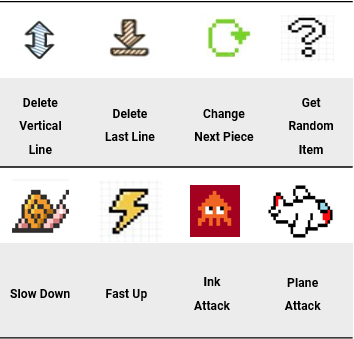 Delete
Vertical
Line
Delete
Last Line
Change
Next Piece
Get
Random
Item
Slow Down
Fast Up
Ink
Attack
Plane
Attack